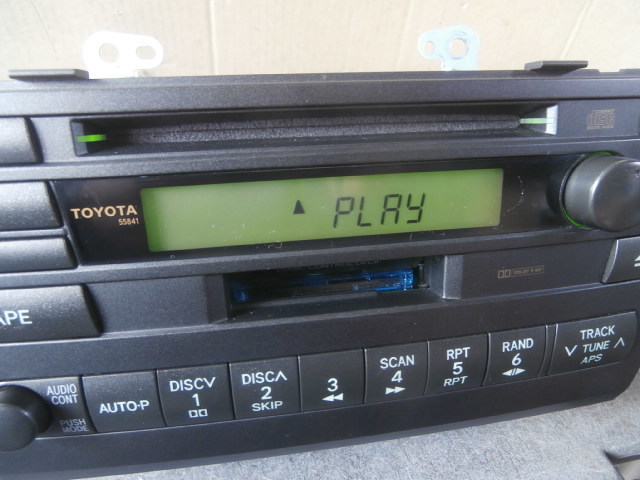 TOYOTA
55841
PLAY
APE
AUDIO
CONT
PUSH
MODE
AUTO-P
DISC
1
DISC
2
SKIP
3
SCAN
4
RPT
5
RPT
RAND
6
TRACK
TUNE
APS